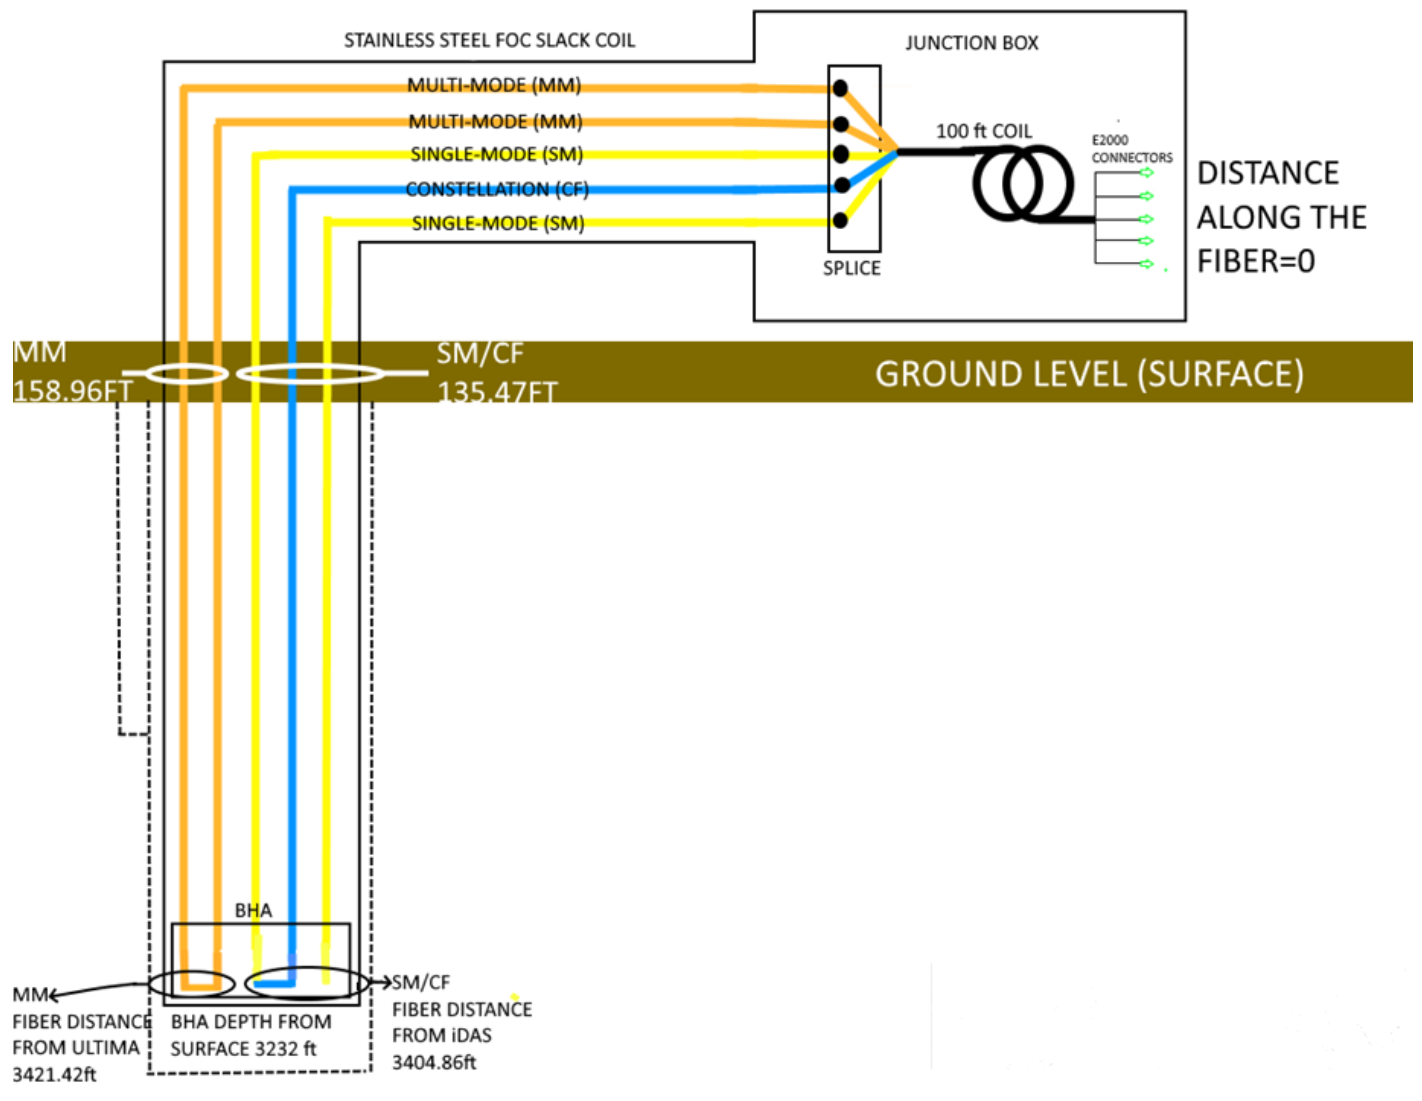 STAINLESS STEEL FOC SLACK COIL
JUNCTION BOX
MULTI-MODE (MM)
MULTI-MODE (MM)
SINGLE-MODE (SM)
CONSTELLATION (CF)
SINGLE-MODE (SM)
SPLICE
100 ft COIL
E2000
CONNECTORS
DISTANCE
ALONG THE
FIBER=0
MM
158.96FT
SM/CF
135.47FT
GROUND LEVEL (SURFACE)
BHA
MM
FIBER DISTANCE
FROM ULTIMA
3421.42ft
BHA DEPTH FROM
SURFACE 3232 ft
SM/CF
FIBER DISTANCE
FROM iDAS
3404.86ft